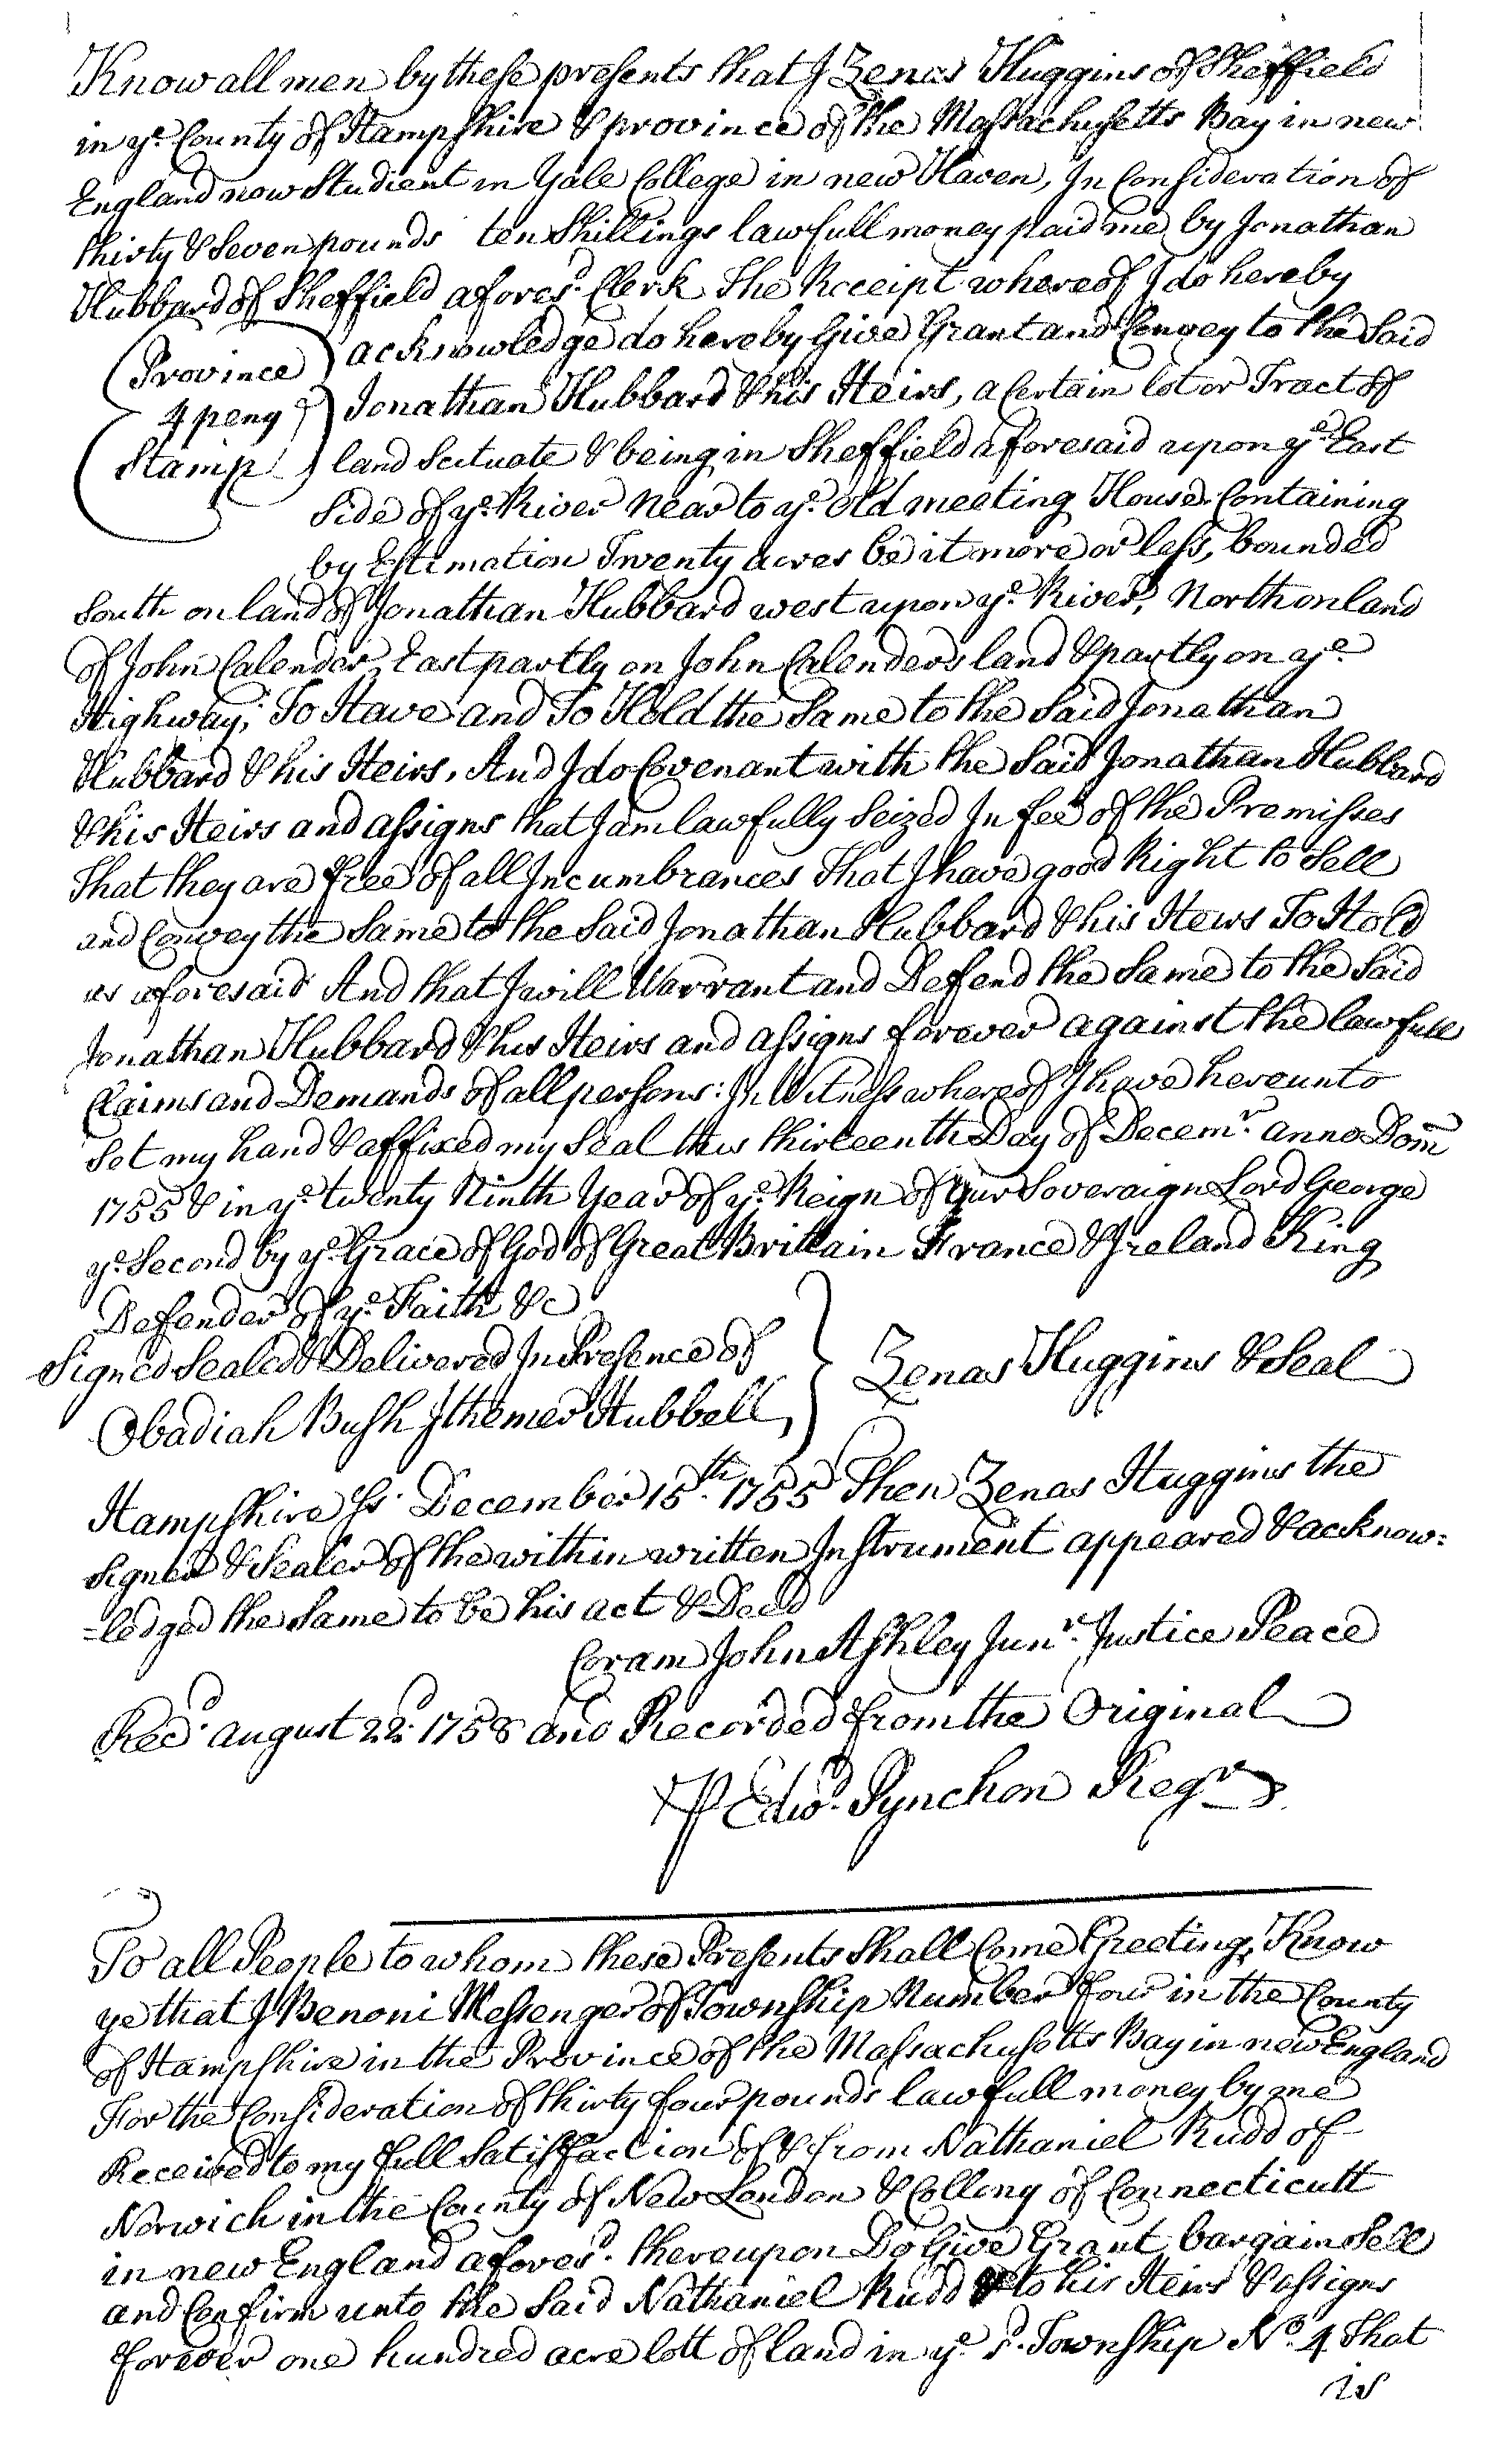 Know all men by these presents that I Zenas Huggins of Sheffield
in ye. County of Hampshire & province of the Massachusetts Bay in new
England now Studient in Yale College in new Haven, In Consideration of
thirty & Seven pounds ten Shillings lawfull money paid me by Jonathan
Hubbard of Sheffield afores.d Clerk The Receipt whereof I do hereby
acknowledge do hereby Give Grant and Convey to the Said
Province
Jonathan Hubbard & his Heirs, a Certain lot or Tract of
4 peny
land Scituate & being in Sheffield aforesaid upon ye. East
Stamp
Side of ye. River Near to ye. old meeting House Containing
by Estimation Twenty acres be it more or less, bounded
South on land of Jonathan Hubbard west upon ye. River, North on land
of John Calender, East partly on John Calenders land & partly on ye.
Highway; To Have and To Hold the Same to the Said Jonathan
Hubbard & his Heirs. And I do Covenant with the Said Jonathan Hubbard
& his Heirs and assigns that I am lawfully Seized In fee of the Premisses
That they are free of all Incumbrances That I have good Right to Sell
and Convey the Same to the Said Jonathan Hubbard & his Heirs To Hold
as aforesaid And that I will Warrant and Defend the Same to the Said
Jonathan Hubbard & his Heirs and assigns forever against the lawfull
Claims and Demands of all persons: In Witness whereof I have hereunto
Set my hand & affixed my Seal this thirteenth Day of Decem.r anno Dom
1755 & in ye. twenty Ninth Year of ye. Reign of our Soveraign Lord George
ye. Second by ye. Grace of God of Great Brittain France & Ireland King
Defender of ye. Faith &c
Signed Sealed & Delivered In Presence of
Zenas Huggins & Seal
Obadiah Bush Ithemer Hubbell
Hampshire ss. December 15.th 1755 Then Zenas Huggins the
Signer & Sealer of the within written Instrument appeared & acknow:
=ledged the Same to be his act & Deed
Coram John Ashley Jun.r Justice Peace
Rec.d august 22.d 1758 and Recorded from the Original
P Edw.d Pynchon Reg.r
To all People to whom these Presents Shall Come Greeting, Know
ye that I Benoni Messenger of Township Number four in the County
of Hampshire in the Province of the Massachusetts Bay in new England
For the Consideration of thirty four pounds lawfull money by me
Received to my full Satisfaction of & from Nathaniel Rudd of
Norwich in the County of New London & Collony of Connecticutt
in new England afores.d thereupon Do Give Grant bargain Sell
and Confirm unto the Said Nathaniel Rudd & to his Heirs & assigns
forever one hundred acre lott of land in ye. s.d Township No. 4 That
is